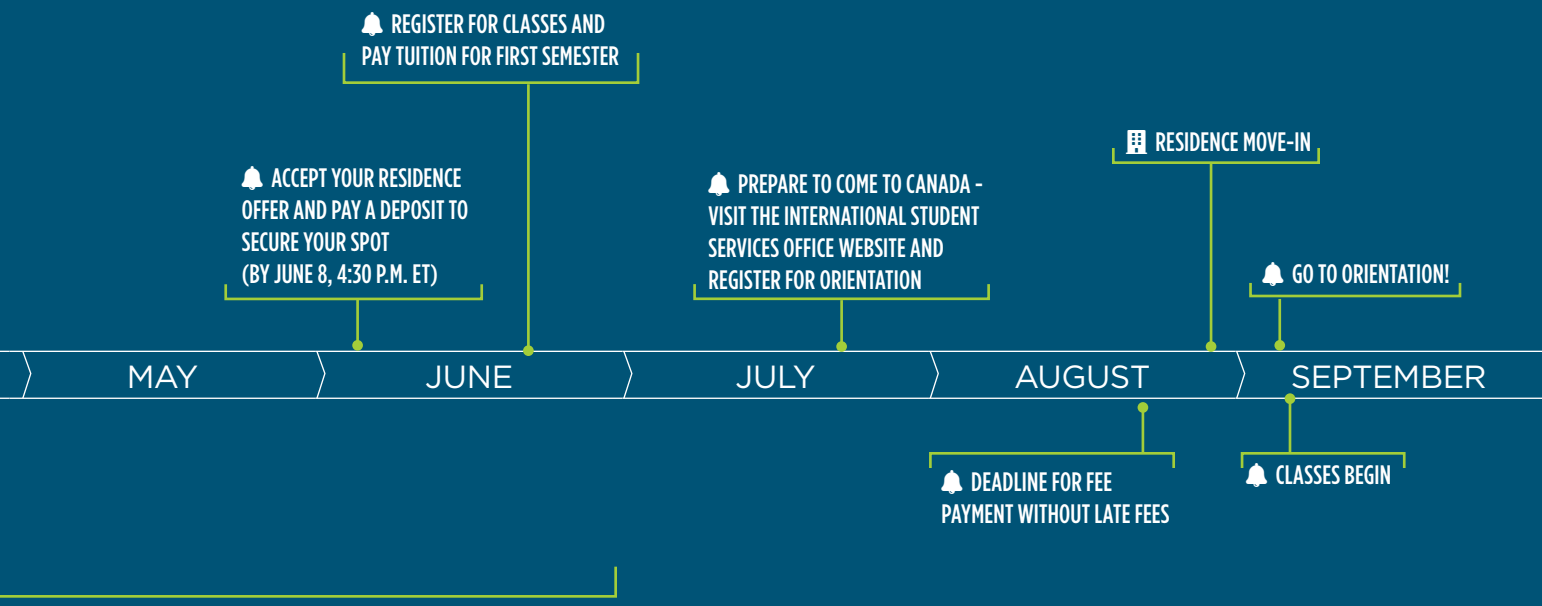 REGISTER FOR CLASSES AND
PAY TUITION FOR FIRST SEMESTER
RESIDENCE MOVE-IN
ACCEPT YOUR RESIDENCE
OFFER AND PAY A DEPOSIT TO
SECURE YOUR SPOT
(BY JUNE 8, 4:30 P.M. ET)
PREPARE TO COME TO CANADA -
VISIT THE INTERNATIONAL STUDENT
SERVICES OFFICE WEBSITE AND
REGISTER FOR ORIENTATION
GO TO ORIENTATION!
MAY
JUNE
JULY
AUGUST
SEPTEMBER
DEADLINE FOR FEE
PAYMENT WITHOUT LATE FEES
CLASSES BEGIN